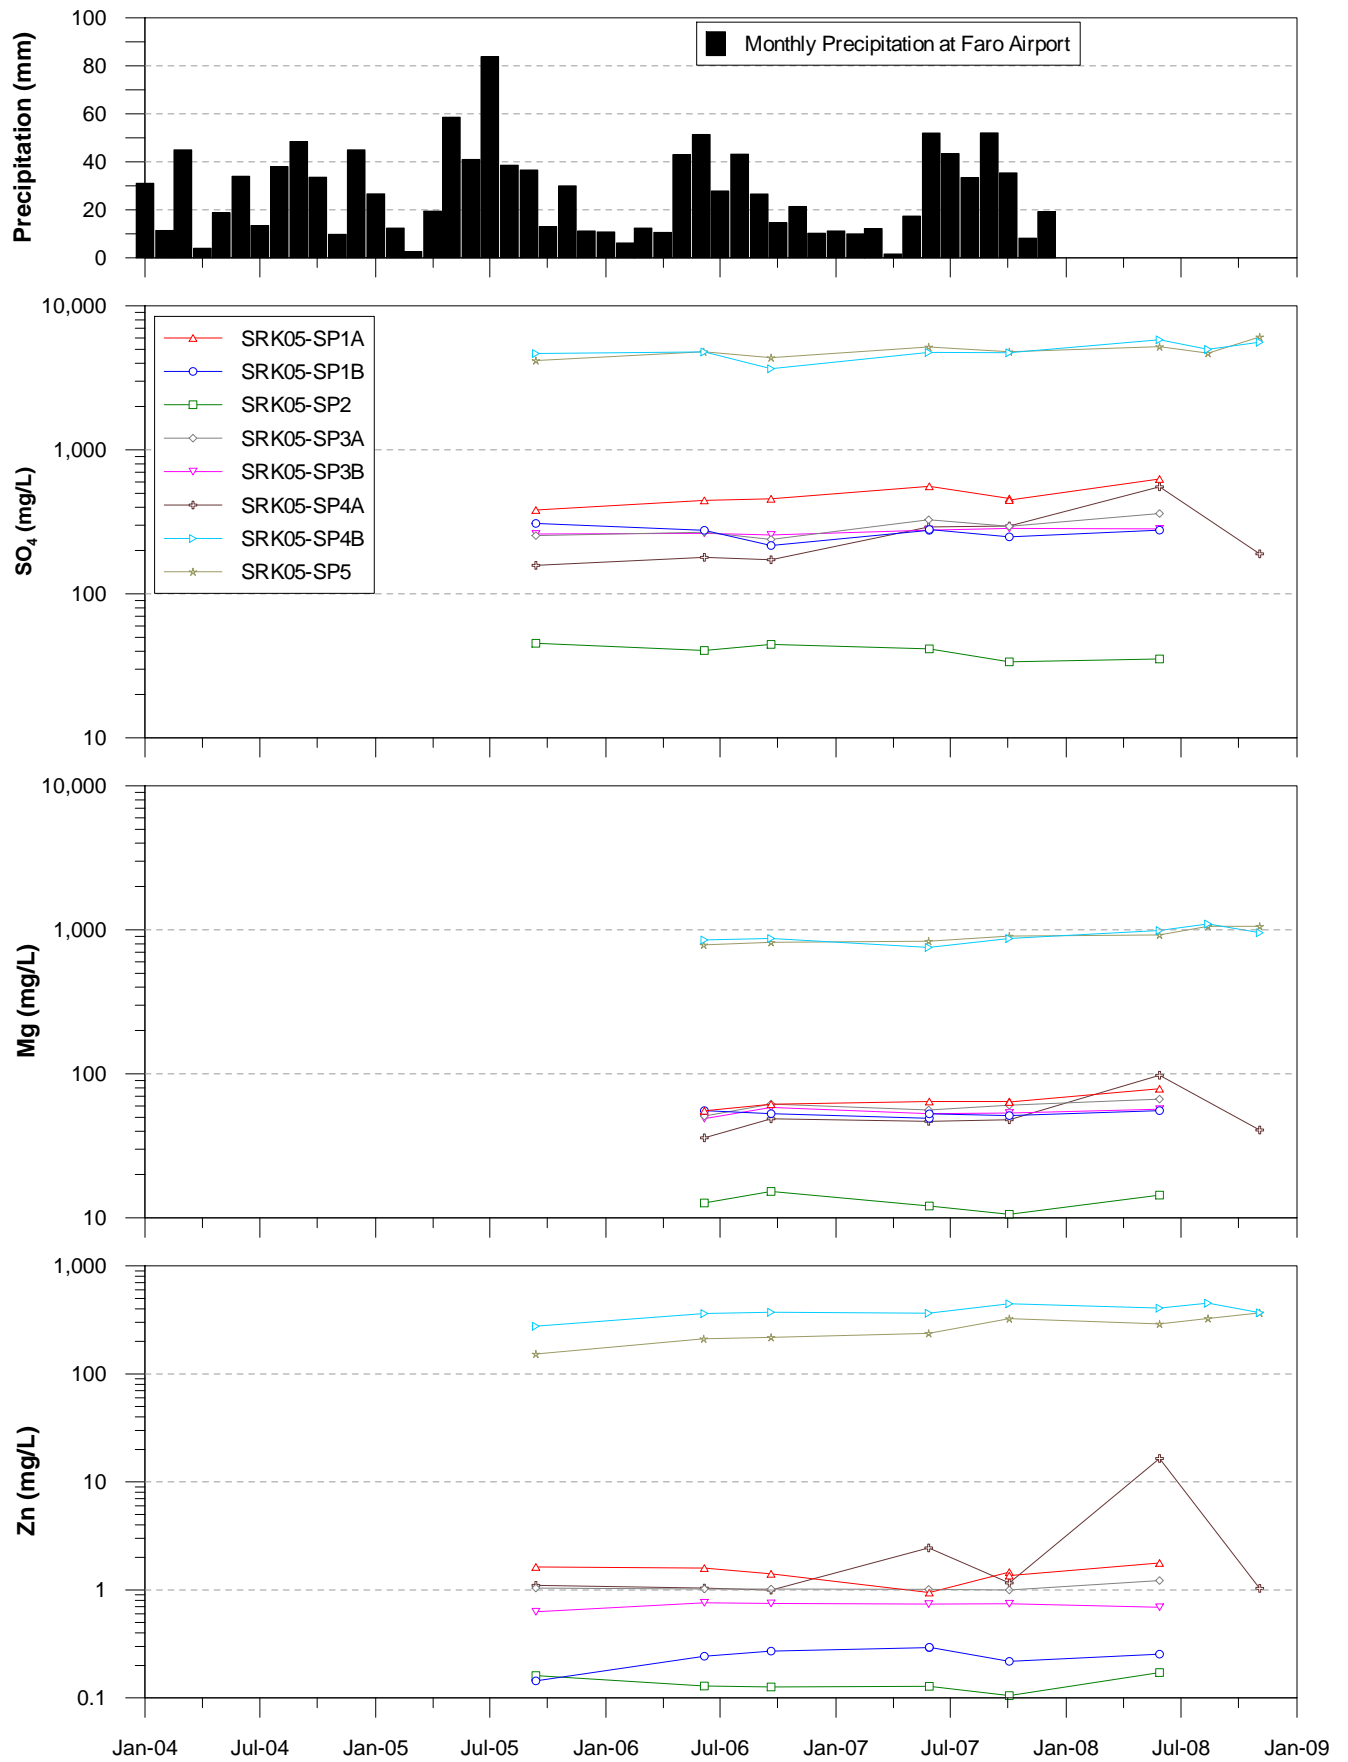 100
80
60
40
20
0
Precipitation (mm)
Monthly Precipitation at Faro Airport
10,000
1,000
100
10
SO4 (mg/L)
SRK05-SP1A
SRK05-SP1B
SRK05-SP2
SRK05-SP3A
SRK05-SP3B
SRK05-SP4A
SRK05-SP4B
SRK05-SP5
10,000
1,000
100
10
Mg (mg/L)
1,000
100
10
1
0.1
Zn (mg/L)
Jan-04 Jul-04 Jan-05 Jul-05 Jan-06 Jul-06 Jan-07 Jul-07 Jan-08 Jul-08 Jan-09